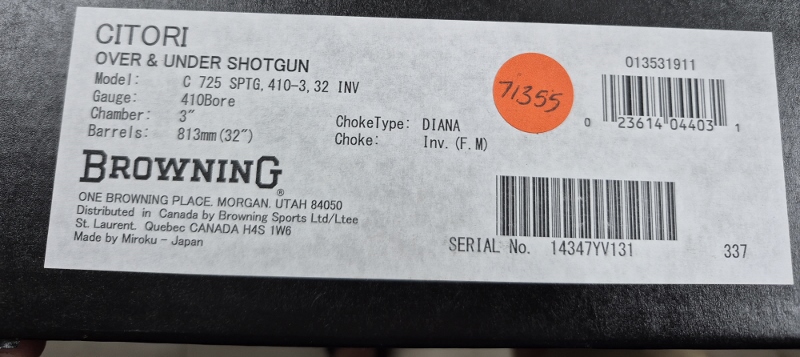 CITORI
OVER & UNDER SHOTGUN
Model: C 725 SPTG, 410-3, 32 INV
Gauge: 410Bore
Chamber: 3"
Barrels: 813mm(32")
ChokeType: DIANA
Choke: Inv.(F.M)
71355
013531911
0 23614 04403 1
BROWNING®
ONE BROWNING PLACE. MORGAN. UTAH 84050
Distributed in Canada by Browning Sports Ltd/Ltee
St. Laurent. Quebec CANADA H4S 1W6
Made by Miroku - Japan
SERIAL No. 14347YV131
337